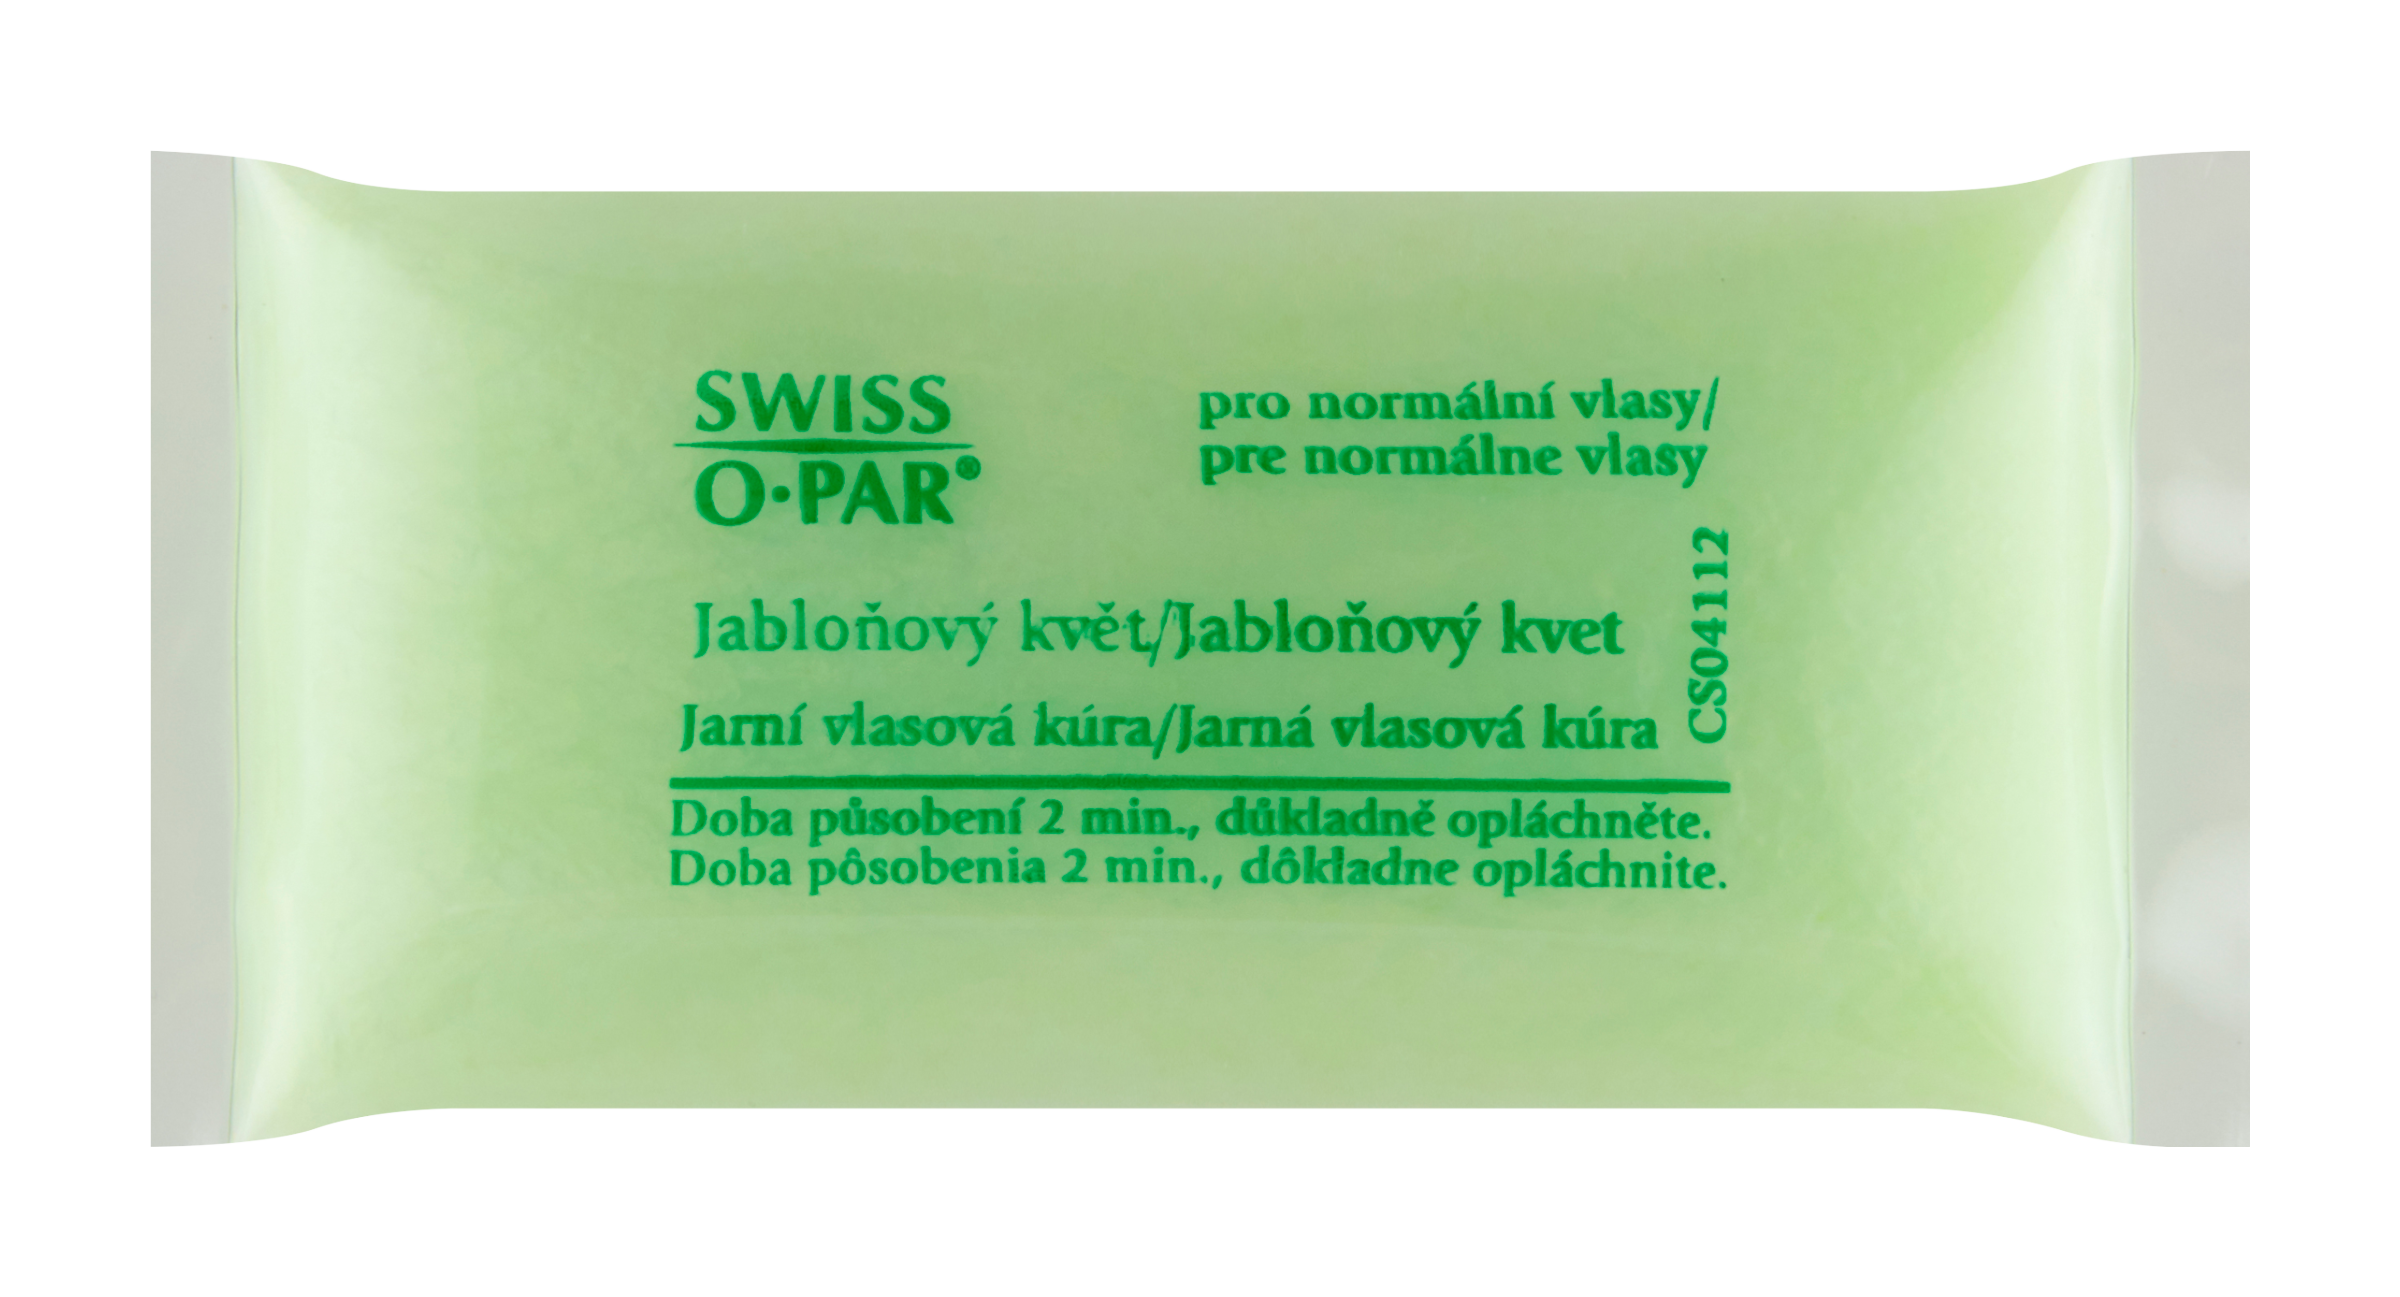 SWISS
O·PAR®
pro normální vlasy/
pre normálne vlasy
Jabloňový květ/Jabloňový kvet
Jarní vlasová kúra/Jarná vlasová kúra
CS04112
Doba působení 2 min., důkladně opláchněte.
Doba pôsobenia 2 min., dôkladne opláchnite.